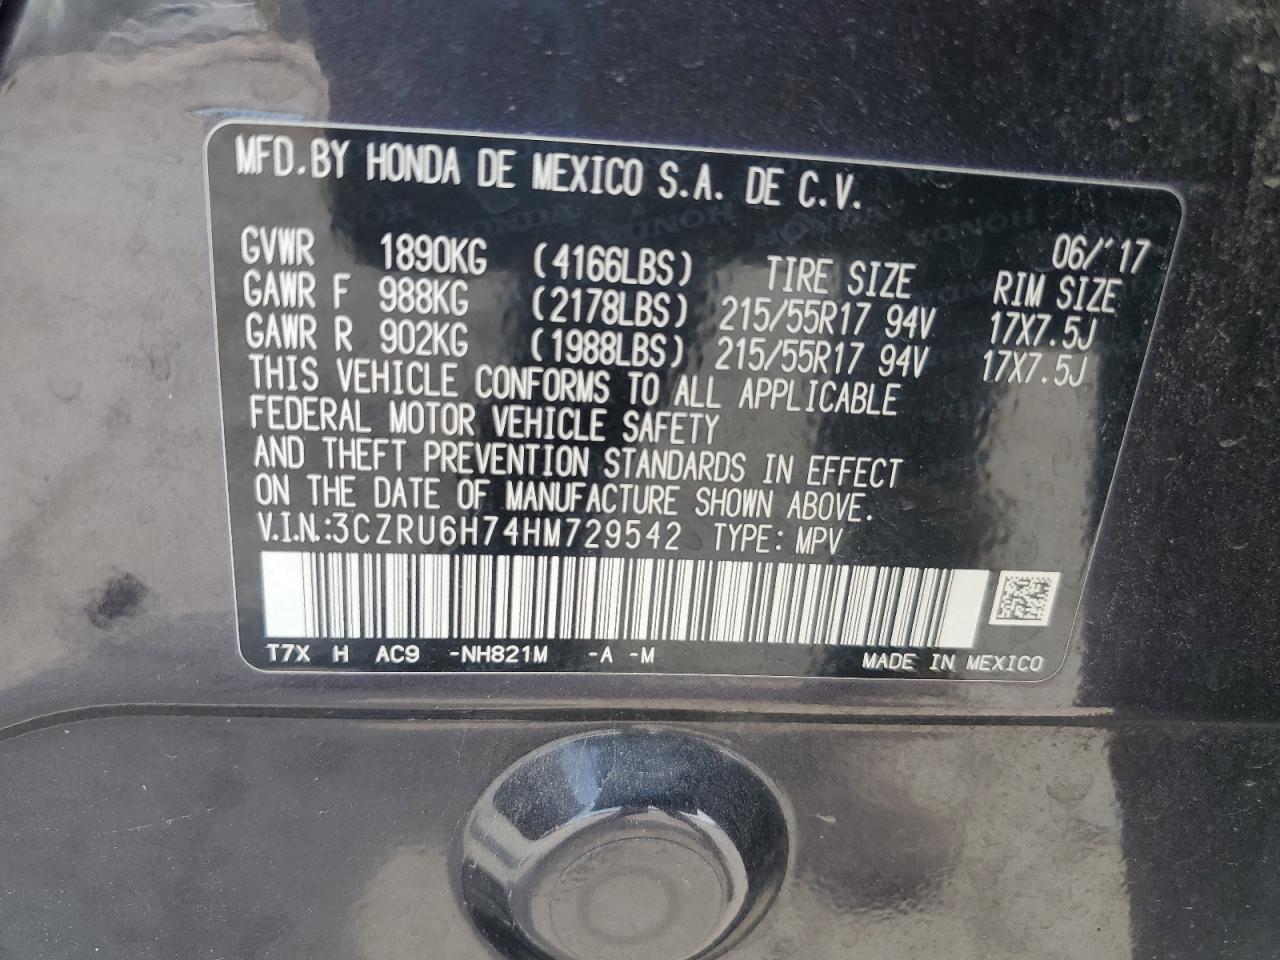 MFD.BY HONDA DE MEXICO S.A. DE C.V.
06/'17
GVWR 1890KG (4166LBS) TIRE SIZE RIM SIZE
GAWR F 988KG (2178LBS) 215/55R17 94V 17X7.5J
GAWR R 902KG (1988LBS) 215/55R17 94V 17X7.5J
THIS VEHICLE CONFORMS TO ALL APPLICABLE
FEDERAL MOTOR VEHICLE SAFETY
AND THEFT PREVENTION STANDARDS IN EFFECT
ON THE DATE OF MANUFACTURE SHOWN ABOVE.
V.I.N.:3CZRU6H74HM729542 TYPE: MPV
T7X H AC9 -NH821M -A -M MADE IN MEXICO